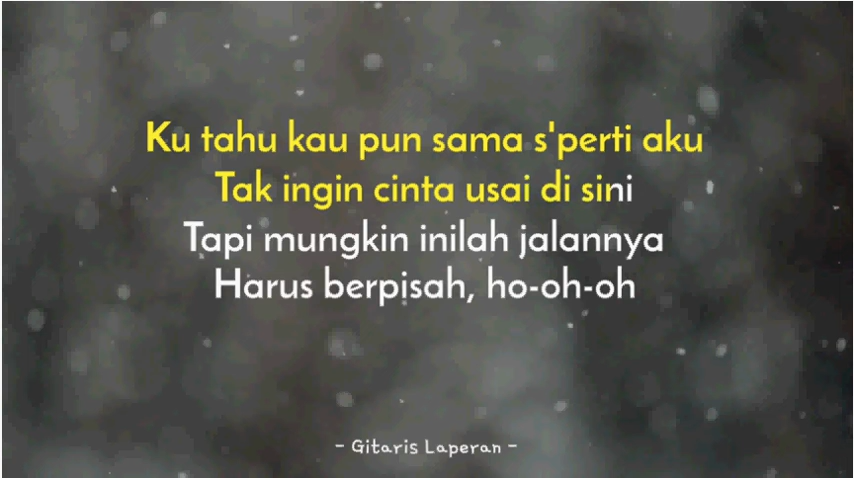 Ku tahu kau pun sama s'perti aku
Tak ingin cinta usai di sini
Tapi mungkin inilah jalannya
Harus berpisah, ho-oh-oh
- Gitaris Laperan -